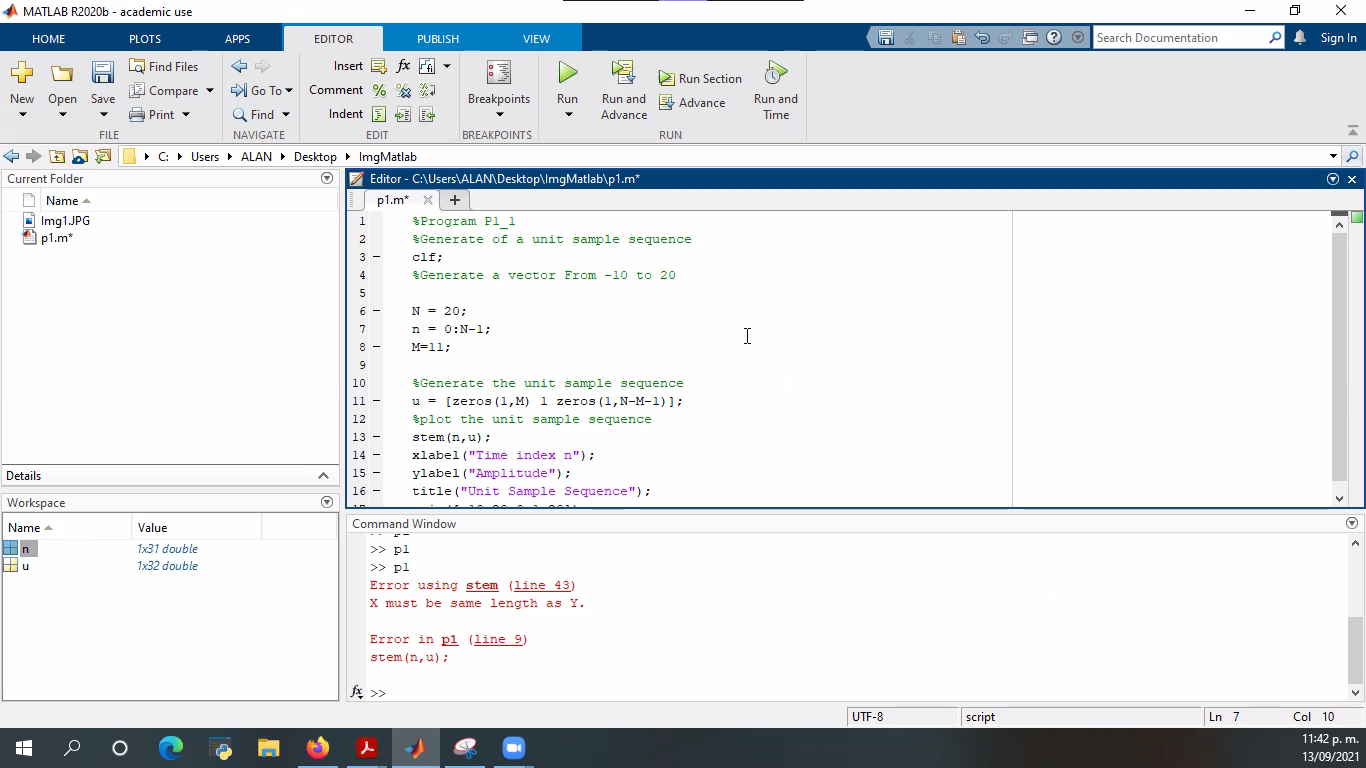 MATLAB R2020b - academic use
HOME PLOTS APPS EDITOR PUBLISH VIEW Search Documentation Sign In
New Open Save Find Files Compare Print Go To Find Insert Comment Indent Breakpoints Run Run and Advance Run Section Advance Run and Time
FILE NAVIGATE EDIT BREAKPOINTS RUN
C: Users ALAN Desktop ImgMatlab
Current Folder
Name
Img1.JPG
p1.m*
Details
Workspace
Name Value
n 1x31 double
u 1x32 double
Editor - C:\Users\ALAN\Desktop\ImgMatlab\p1.m*
p1.m*
1 %Program P1_1
2 %Generate of a unit sample sequence
3 clf;
4 %Generate a vector From -10 to 20
5
6 N = 20;
7 n = 0:N-1;
8 M=11;
9
10 %Generate the unit sample sequence
11 u = [zeros(1,M) 1 zeros(1,N-M-1)];
12 %plot the unit sample sequence
13 stem(n,u);
14 xlabel("Time index n");
15 ylabel("Amplitude");
16 title("Unit Sample Sequence");
Command Window
>> p1
>> p1
Error using stem (line 43)
X must be same length as Y.
Error in p1 (line 9)
stem(n,u);
fx >>
UTF-8 script Ln 7 Col 10
11:42 p. m.
13/09/2021